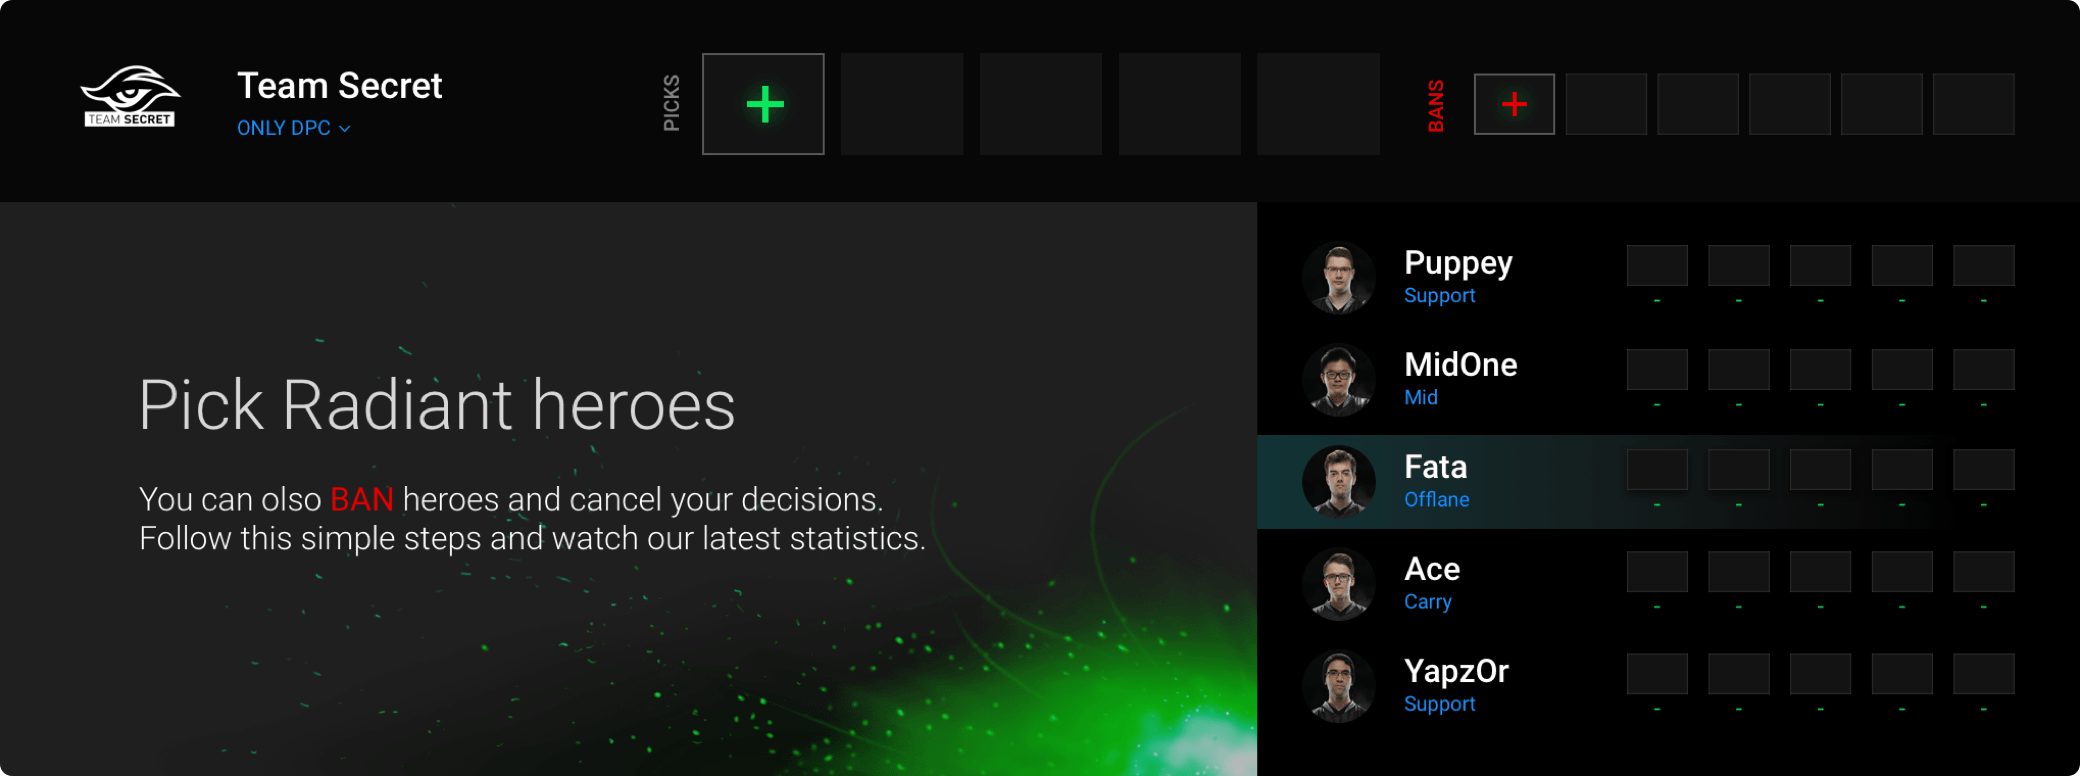 TEAM SECRET
Team Secret
ONLY DPC
PICKS
+
BANS
+
Pick Radiant heroes
You can olso BAN heroes and cancel your decisions.
Follow this simple steps and watch our latest statistics.
Puppey
Support
- - - - -
MidOne
Mid
- - - - -
Fata
Offlane
- - - - -
Ace
Carry
- - - - -
YapzOr
Support
- - - - -